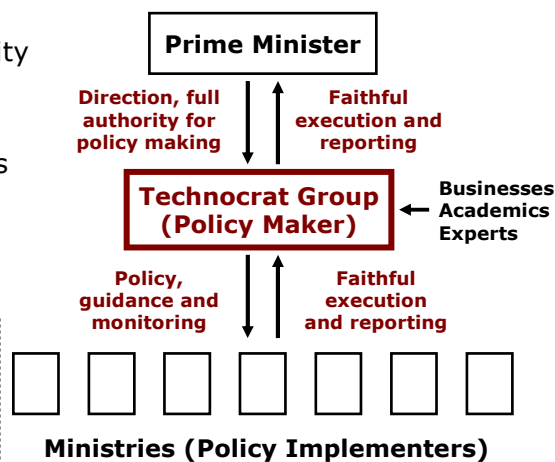 Prime Minister
ity
Direction, full
authority for
policy making
Faithful
execution and
reporting
s
Technocrat Group
(Policy Maker)
Businesses
Academics
Experts
Policy,
guidance and
monitoring
Faithful
execution
and reporting
Ministries (Policy Implementers)